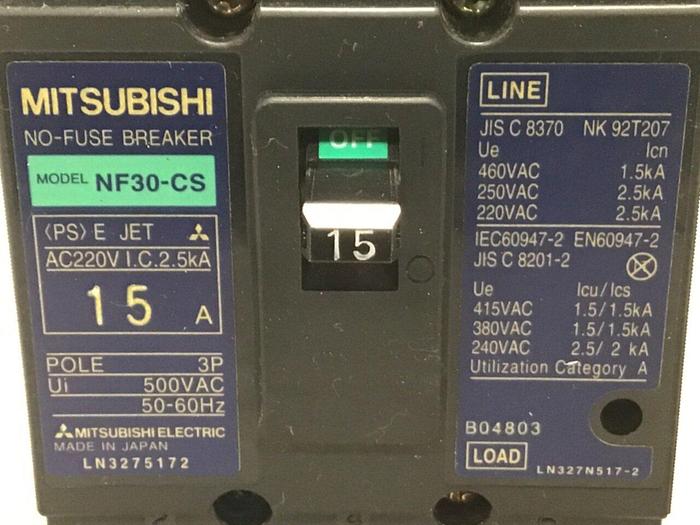 MITSUBISHI
NO-FUSE BREAKER
MODEL NF30-CS
〈PS〉E JET
AC220V I.C.2.5kA
15 A
POLE 3P
Ui 500VAC
50-60Hz
MITSUBISHI ELECTRIC
MADE IN JAPAN
LN3275172
OFF
15
LINE
JIS C 8370 NK 92T207
Ue Icn
460VAC 1.5kA
250VAC 2.5kA
220VAC 2.5kA
IEC60947-2 EN60947-2
JIS C 8201-2
Ue Icu/Ics
415VAC 1.5/1.5kA
380VAC 1.5/1.5kA
240VAC 2.5/2 kA
Utilization Category A
B04803
LOAD
LN327N517-2